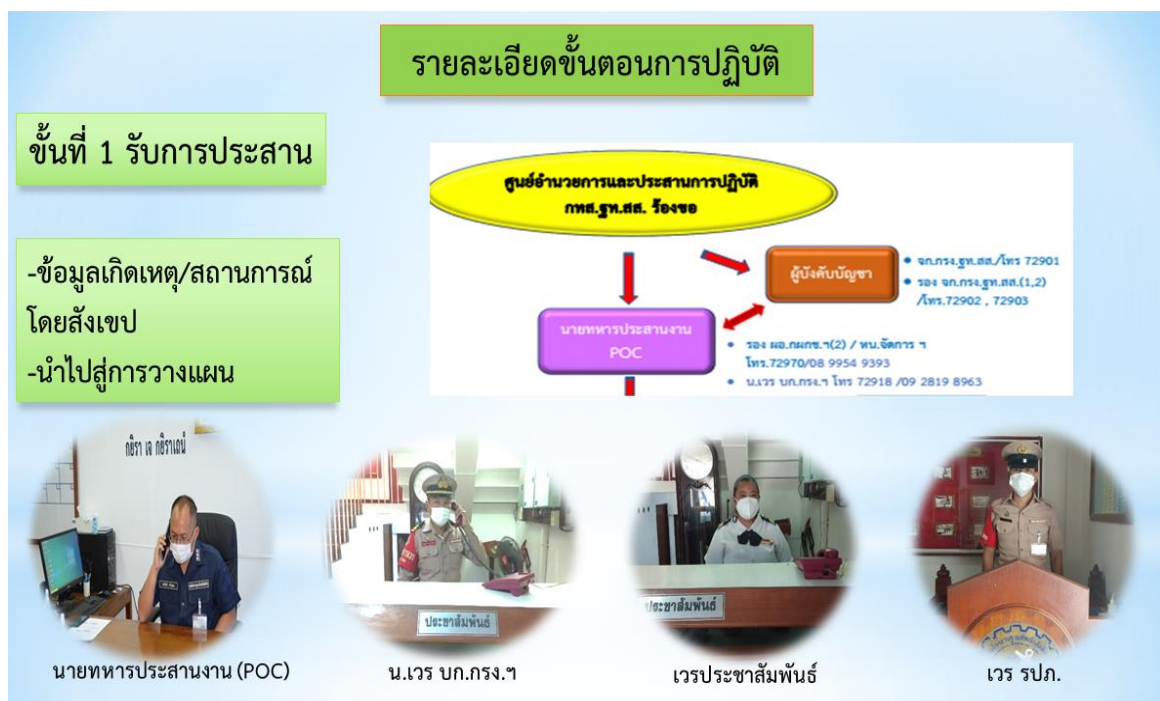 รายละเอียดขั้นตอนการปฏิบัติ
ขั้นที่ 1 รับการประสาน
-ข้อมูลเกิดเหตุ/สถานการณ์
โดยสังเขป
-นำไปสู่การวางแผน
ศูนย์อำนวยการและประสานการปฏิบัติ
กทส.ฐท.สส. ร้องขอ
ผู้บังคับบัญชา
• จก.กรง.ฐท.สส./โทร 72901
• รอง จก.กรง.ฐท.สส.(1,2)
/โทร.72902 , 72903
นายทหารประสานงาน
POC
• รอง ผอ.กผกช.ฯ(2) / หน.จัดการ ฯ
โทร.72970/08 9954 9393
• น.เวร บก.กรง.ฯ โทร 72918 /09 2819 8963
กยิรา เจ กยิราเถนํ
ประชาสัมพันธ์
ประชาสัมพันธ์
นายทหารประสานงาน (POC)
น.เวร บก.กรง.ฯ
เวรประชาสัมพันธ์
เวร รปภ.